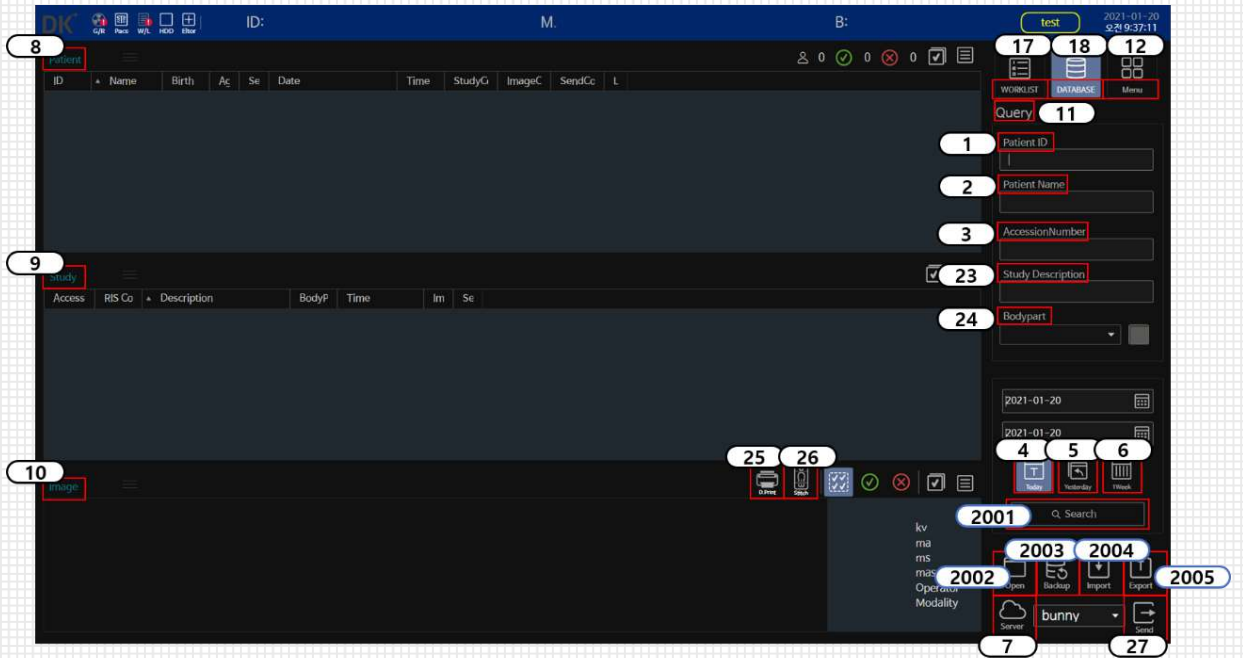 DK
G/R Pacs W/L HDD Eltor
ID:
M.
B:
test
2021-01-20
오전 9:37:11
8
Patient
0 0 0
17 18 12
WORKLIST DATABASE Menu
ID Name Birth Ag Se Date Time StudyC ImageC SendCc L
Query 11
1 Patient ID
2 Patient Name
3 AccessionNumber
9
Study
23 Study Description
Access RIS Co Description BodyP Time Im Se
24 Bodypart
2021-01-20
2021-01-20
25 26
4 5 6
10
Image
D.Print Stitch
Today Yesterday 1Week
2001 Search
kv
ma
ms
mas
Operator
Modality
2003 2004
2002 2005
Open Backup Import Export
Server bunny Send
7 27